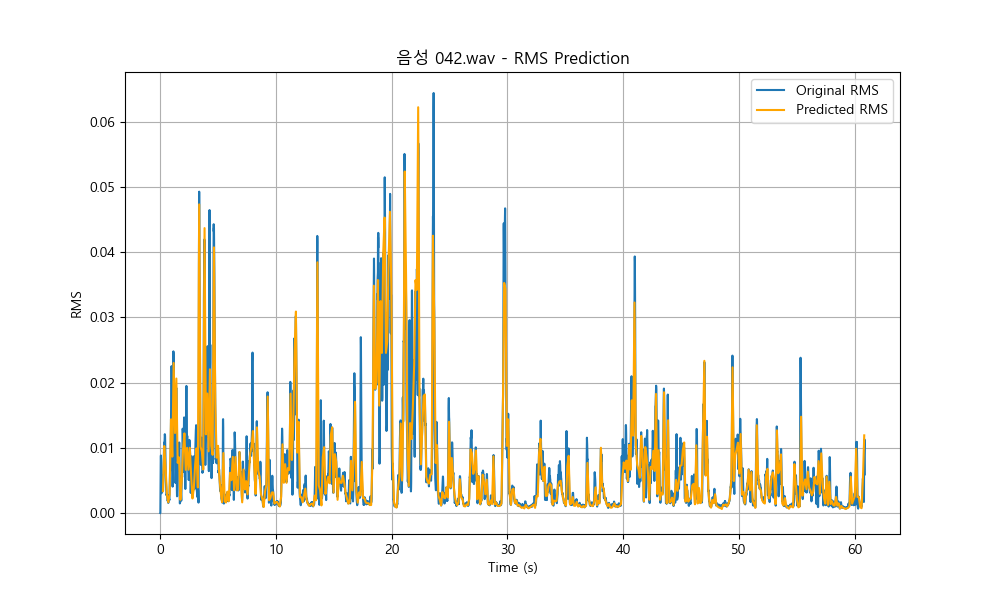 음성 042.wav - RMS Prediction
Original RMS
Predicted RMS
RMS
0.06
0.05
0.04
0.03
0.02
0.01
0.00
0 10 20 30 40 50 60
Time (s)